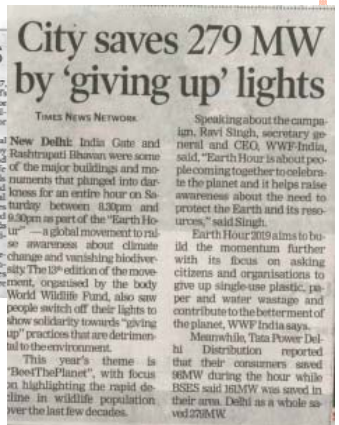 City saves 279 MW
by 'giving up' lights
TIMES NEWS NETWORK
New Delhi: India Gate and
Rashtrapati Bhavan were some
of the major buildings and mo-
numents that plunged into dar-
kness for an entire hour on Sa-
turday between 8.30pm and
9.30pm as part of the "Earth Ho-
ur" — a global movement to rai-
se awareness about climate
change and vanishing biodiver-
sity. The 13th edition of the move-
ment, organised by the body
World Wildlife Fund, also saw
people switch off their lights to
show solidarity towards "giving
up" practices that are detrimen-
tal to the environment.
This year's theme is
"Beet ThePlanet", with focus
on highlighting the rapid de-
cline in wildlife population
over the last few decades.
Speaking about the campa-
ign, Ravi Singh, secretary ge-
neral and CEO, WWF-India,
said, "Earth Hour is about peo-
ple coming together to celebra-
te the planet and it helps raise
awareness about the need to
protect the Earth and its reso-
urces," said Singh.
Earth Hour 2019 aims to bu-
ild the momentum further
with its focus on asking
citizens and organisations to
give up single-use plastic, pa-
per and water wastage and
contribute to the betterment of
the planet, WWF India says.
Meanwhile, Tata Power Del-
hi Distribution reported
that their consumers saved
98MW during the hour while
BSES said 161MW was saved in
their area. Delhi as a whole sa-
ved 279MW.